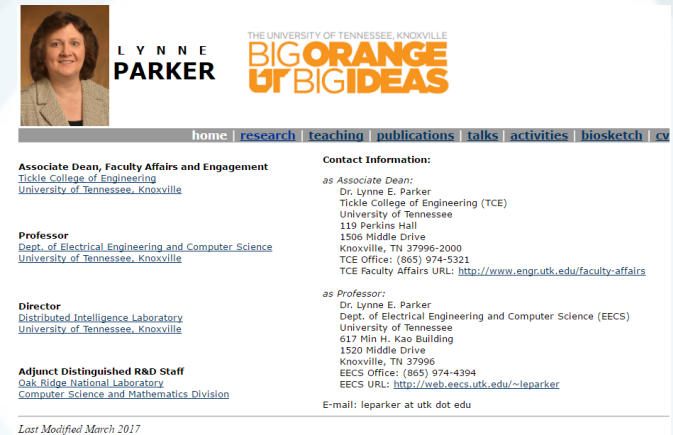 LYNNE
PARKER
THE UNIVERSITY OF TENNESSEE, KNOXVILLE
BIG ORANGE
UT BIG IDEAS
home | research | teaching | publications | talks | activities | biosketch | cv
Associate Dean, Faculty Affairs and Engagement
Tickle College of Engineering
University of Tennessee, Knoxville
Professor
Dept. of Electrical Engineering and Computer Science
University of Tennessee, Knoxville
Director
Distributed Intelligence Laboratory
University of Tennessee, Knoxville
Adjunct Distinguished R&D Staff
Oak Ridge National Laboratory
Computer Science and Mathematics Division
Contact Information:
as Associate Dean:
Dr. Lynne E. Parker
Tickle College of Engineering (TCE)
University of Tennessee
119 Perkins Hall
1506 Middle Drive
Knoxville, TN 37996-2000
TCE Office: (865) 974-5321
TCE Faculty Affairs URL: http://www.engr.utk.edu/faculty-affairs
as Professor:
Dr. Lynne E. Parker
Dept. of Electrical Engineering and Computer Science (EECS)
University of Tennessee
617 Min H. Kao Building
1520 Middle Drive
Knoxville, TN 37996
EECS Office: (865) 974-4394
EECS URL: http://web.eecs.utk.edu/~leparker
E-mail: leparker at utk dot edu
Last Modified March 2017